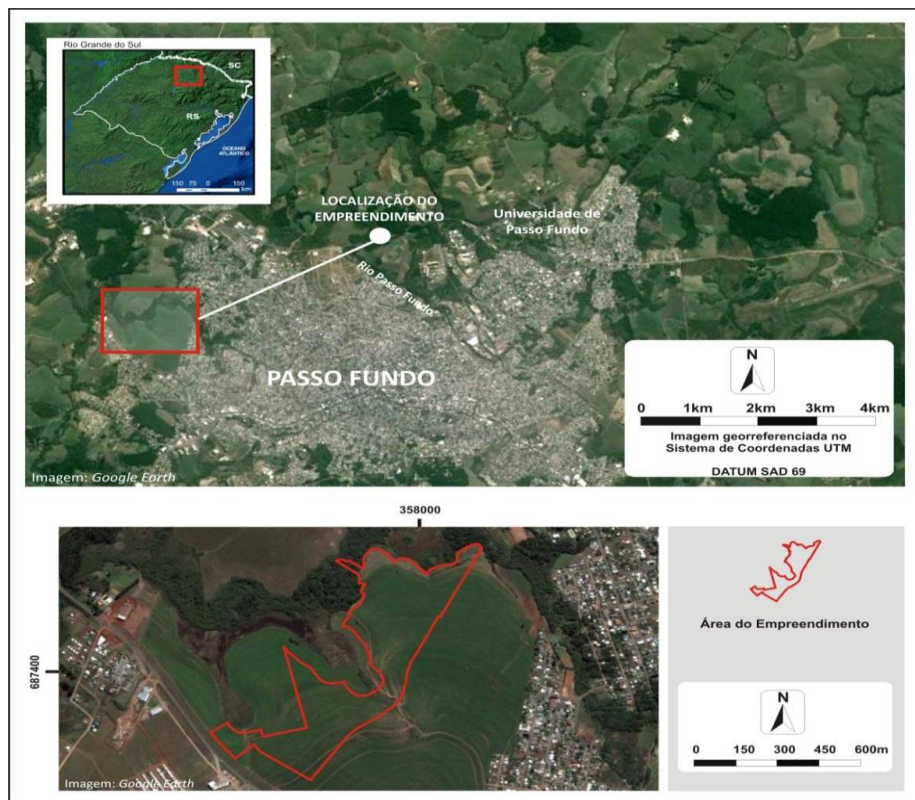 Rio Grande do Sul
SC
RS
OCEANO
ATLÂNTICO
150 75 0 150
km
LOCALIZAÇÃO DO
EMPREENDIMENTO
Universidade de
Passo Fundo
Rio Passo Fundo
PASSO FUNDO
N
0 1km 2km 3km 4km
Imagem georreferenciada no
Sistema de Coordenadas UTM
DATUM SAD 69
Imagem: Google Earth
358000
687400
Imagem: Google Earth
Área do Empreendimento
N
0 150 300 450 600m